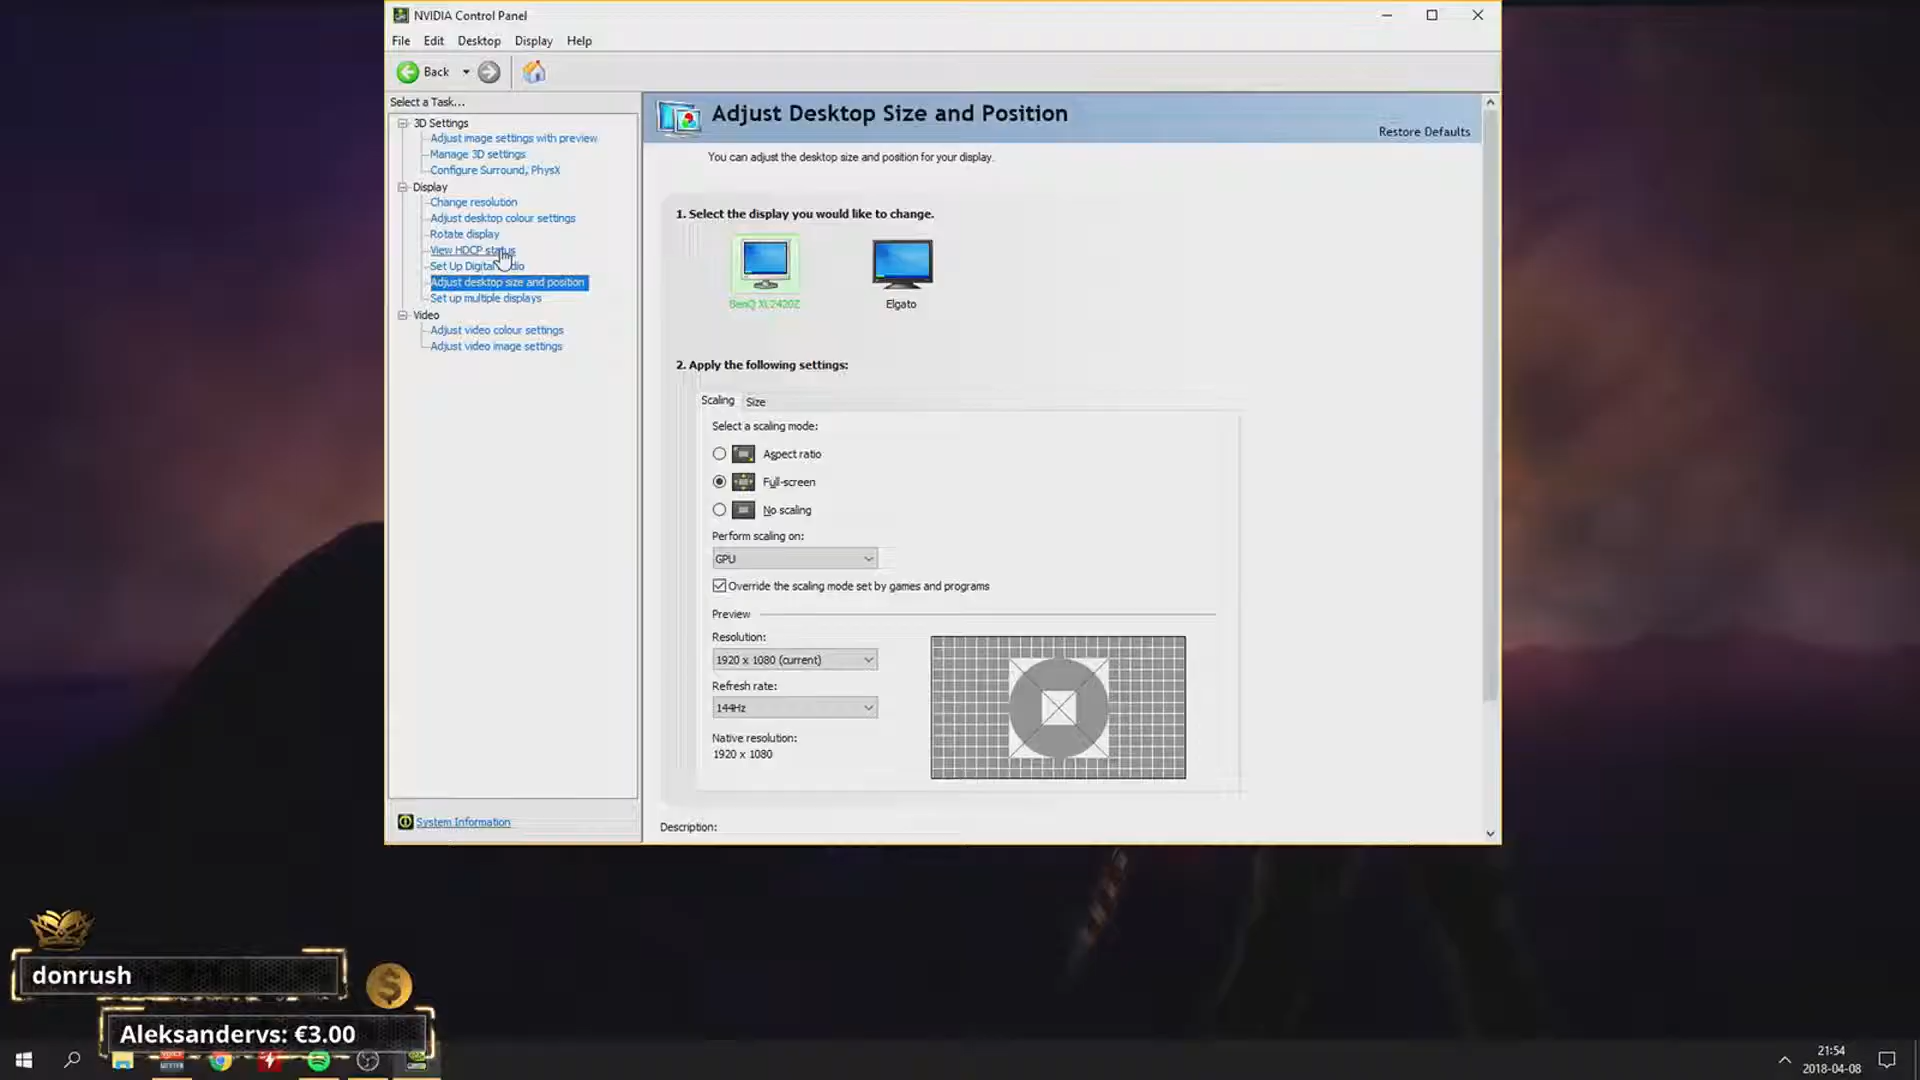 NVIDIA Control Panel
File Edit Desktop Display Help
Back
Select a Task...
3D Settings
Adjust image settings with preview
Manage 3D settings
Configure Surround, PhysX
Display
Change resolution
Adjust desktop colour settings
Rotate display
View HDCP status
Set Up Digital
Adjust desktop size and position
Set up multiple displays
Video
Adjust video colour settings
Adjust video image settings
System Information
Adjust Desktop Size and Position
Restore Defaults
You can adjust the desktop size and position for your display.
1. Select the display you would like to change.
BenQ XL2420Z
Elgato
2. Apply the following settings:
Scaling Size
Select a scaling mode:
Aspect ratio
Full-screen
No scaling
Perform scaling on:
GPU
Override the scaling mode set by games and programs
Preview
Resolution:
1920 x 1080 (current)
Refresh rate:
144Hz
Native resolution:
1920 x 1080
Description:
donrush
$
Aleksandervs: €3.00
21:54
2018-04-08